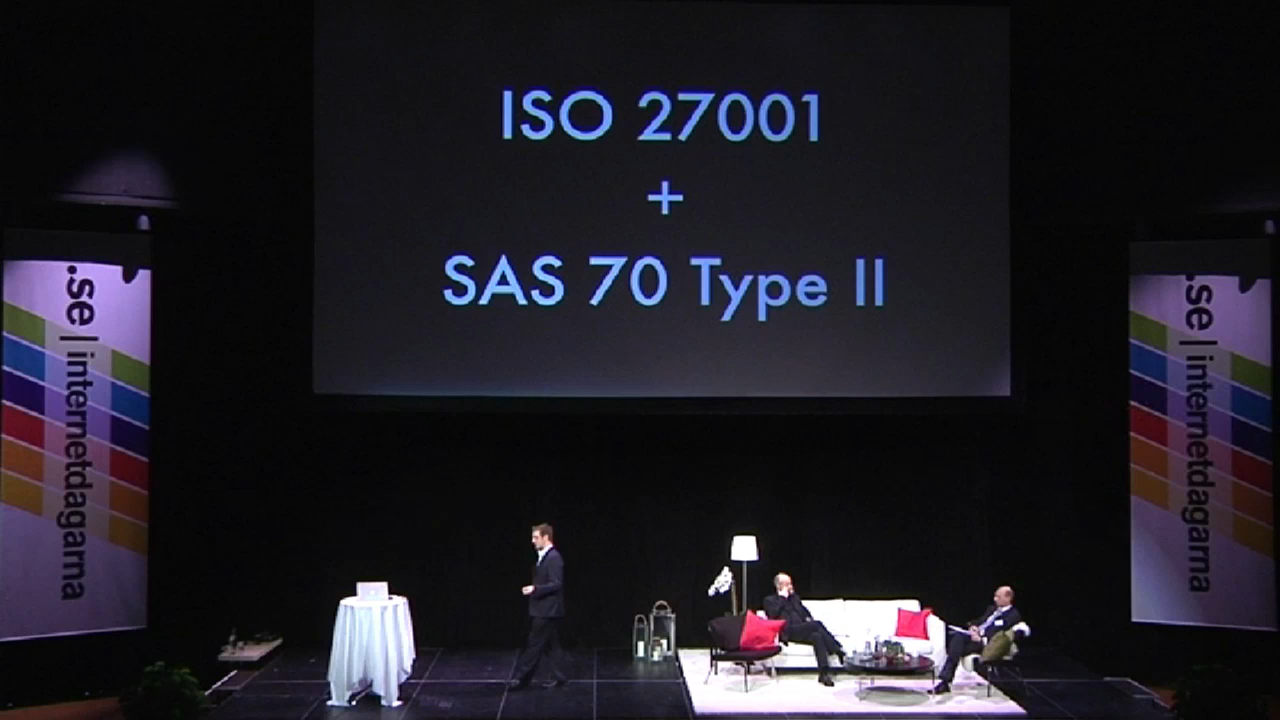 ISO 27001
+
SAS 70 Type II
.se | internetdagarna
.se | internetdagarna